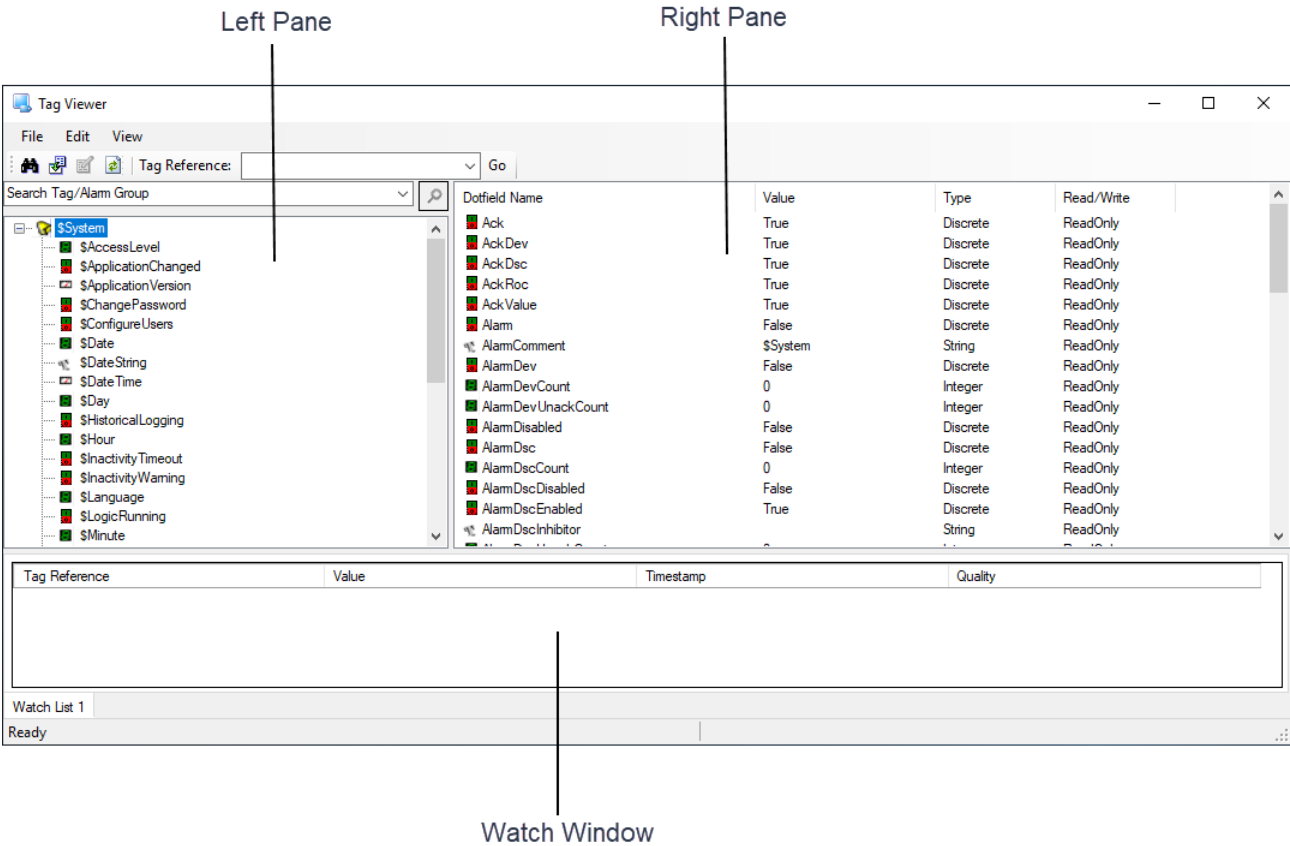 Left Pane
Right Pane
Tag Viewer
File Edit View
Tag Reference: Go
Search Tag/Alarm Group
$System
$AccessLevel
$ApplicationChanged
$ApplicationVersion
$ChangePassword
$ConfigureUsers
$Date
$DateString
$DateTime
$Day
$HistoricalLogging
$Hour
$InactivityTimeout
$InactivityWarning
$Language
$LogicRunning
$Minute
Dotfield Name Value Type Read/Write
Ack True Discrete ReadOnly
AckDev True Discrete ReadOnly
AckDsc True Discrete ReadOnly
AckRoc True Discrete ReadOnly
AckValue True Discrete ReadOnly
Alarm False Discrete ReadOnly
AlarmComment $System String ReadOnly
AlarmDev False Discrete ReadOnly
AlarmDevCount 0 Integer ReadOnly
AlarmDevUnackCount 0 Integer ReadOnly
AlarmDisabled False Discrete ReadOnly
AlarmDsc False Discrete ReadOnly
AlarmDscCount 0 Integer ReadOnly
AlarmDscDisabled False Discrete ReadOnly
AlarmDscEnabled True Discrete ReadOnly
AlarmDscInhibitor String ReadOnly
Tag Reference Value Timestamp Quality
Watch List 1
Ready
Watch Window